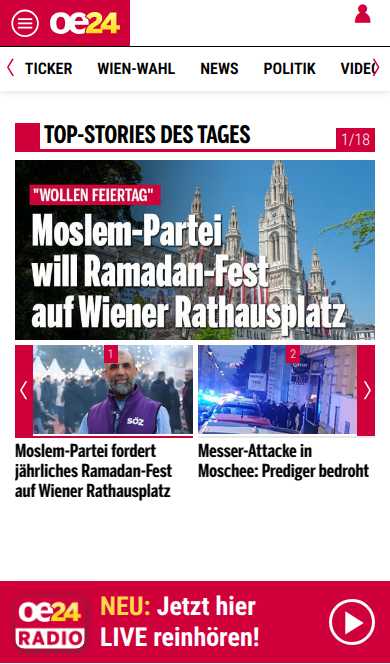 oe24
TICKER WIEN-WAHL NEWS POLITIK VIDEO
TOP-STORIES DES TAGES
1/18
"WOLLEN FEIERTAG"
Moslem-Partei
will Ramadan-Fest
auf Wiener Rathausplatz
1
2
SÖZ
Moslem-Partei fordert
jährliches Ramadan-Fest
auf Wiener Rathausplatz
Messer-Attacke in
Moschee: Prediger bedroht
oe24
RADIO
NEU: Jetzt hier
LIVE reinhören!